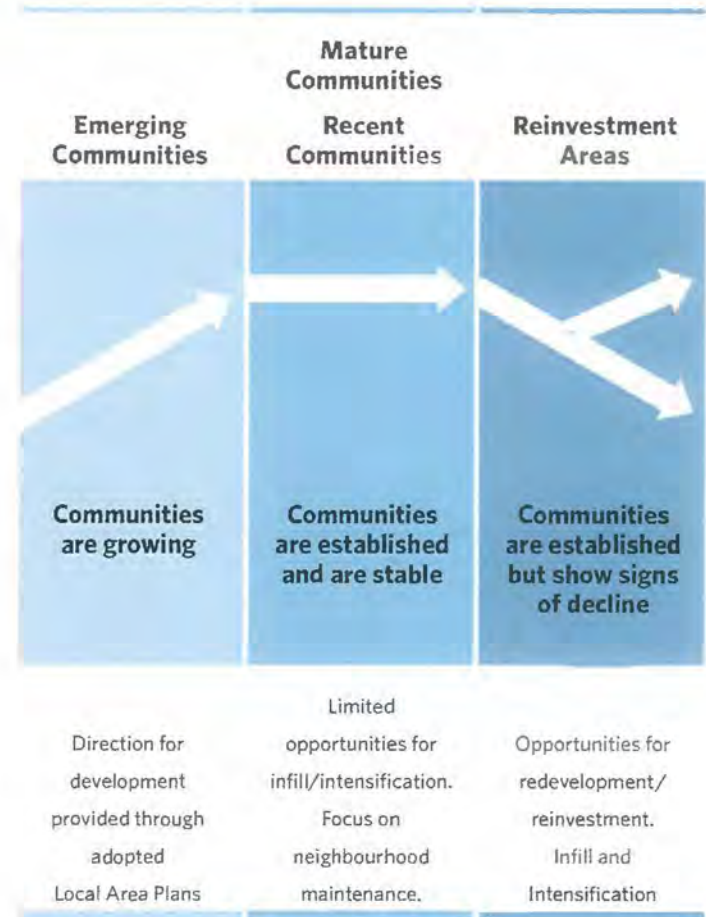 Mature
Communities
Emerging
Communities
Recent
Communities
Reinvestment
Areas
Communities
are growing
Communities
are established
and are stable
Communities
are established
but show signs
of decline
Direction for
development
provided through
adopted
Local Area Plans
Limited
opportunities for
infill/intensification.
Focus on
neighbourhood
maintenance.
Opportunities for
redevelopment/
reinvestment.
Infill and
Intensification